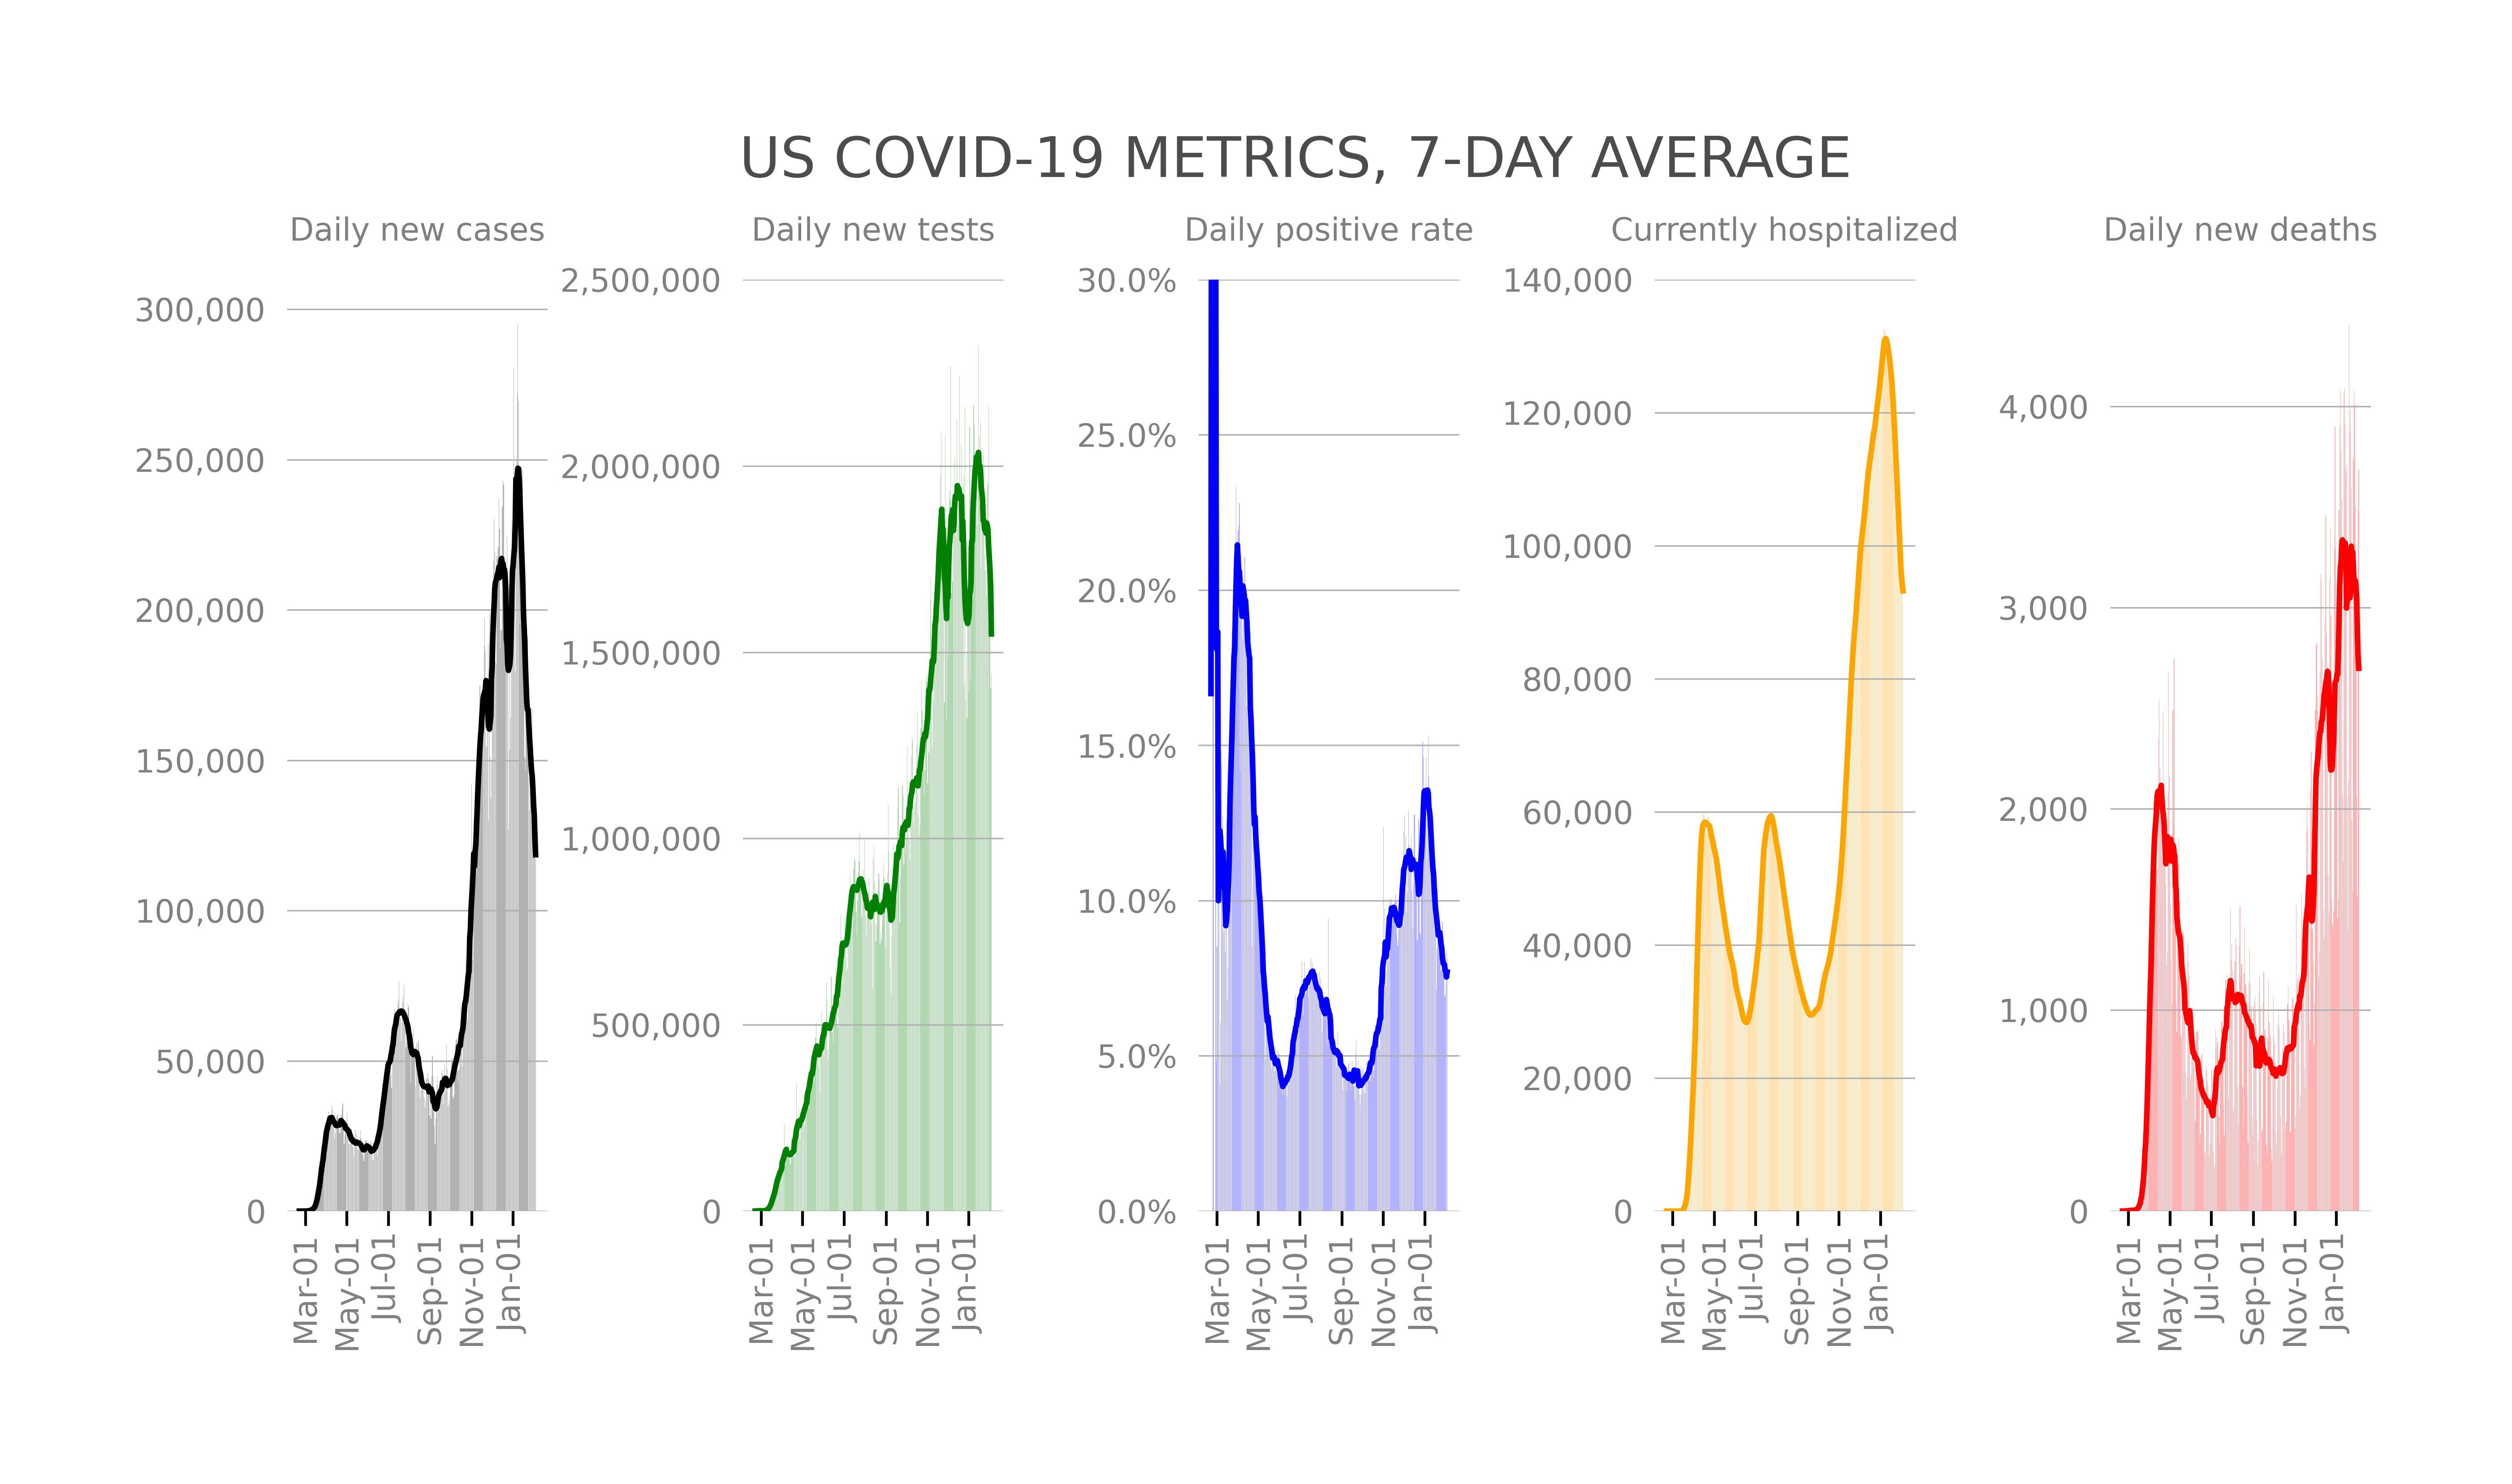 US COVID-19 METRICS, 7-DAY AVERAGE
Daily new cases
300,000
250,000
200,000
150,000
100,000
50,000
0
Mar-01
May-01
Jul-01
Sep-01
Nov-01
Jan-01
Daily new tests
2,500,000
2,000,000
1,500,000
1,000,000
500,000
0
Mar-01
May-01
Jul-01
Sep-01
Nov-01
Jan-01
Daily positive rate
30.0%
25.0%
20.0%
15.0%
10.0%
5.0%
0.0%
Mar-01
May-01
Jul-01
Sep-01
Nov-01
Jan-01
Currently hospitalized
140,000
120,000
100,000
80,000
60,000
40,000
20,000
0
Mar-01
May-01
Jul-01
Sep-01
Nov-01
Jan-01
Daily new deaths
4,000
3,000
2,000
1,000
0
Mar-01
May-01
Jul-01
Sep-01
Nov-01
Jan-01